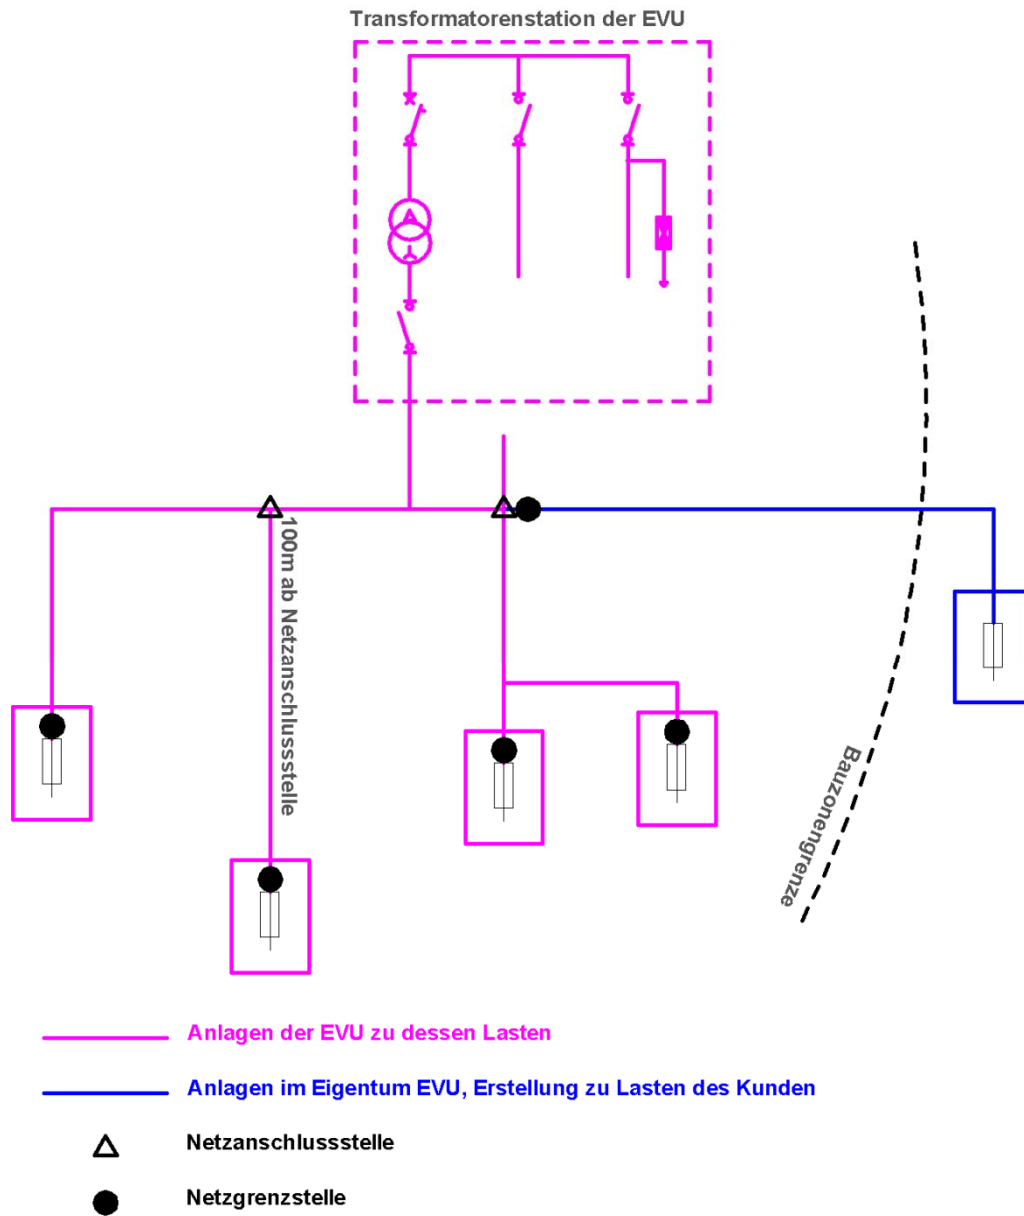 Transformatorenstation der EVU
100m ab Netzanschlussstelle
Bauzonengrenze
Anlagen der EVU zu dessen Lasten
Anlagen im Eigentum EVU, Erstellung zu Lasten des Kunden
Netzanschlussstelle
Netzgrenzstelle